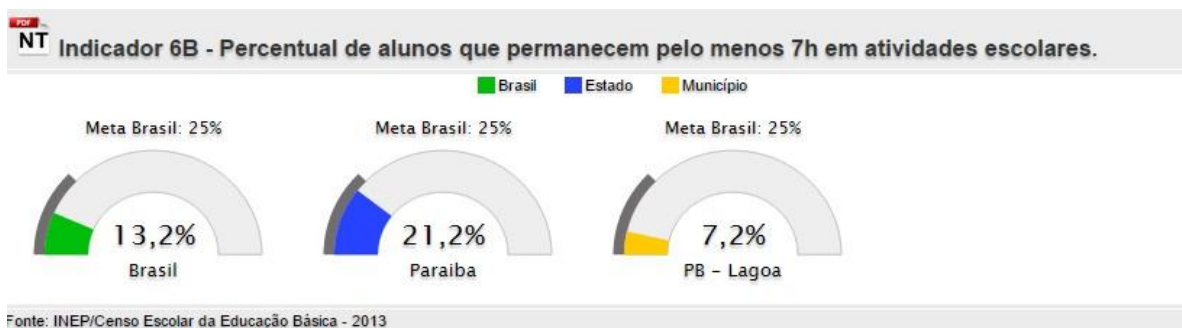 PDF
NT
Indicador 6B - Percentual de alunos que permanecem pelo menos 7h em atividades escolares.
Brasil Estado Município
Meta Brasil: 25% Meta Brasil: 25% Meta Brasil: 25%
13,2% 21,2% 7,2%
Brasil Paraiba PB - Lagoa
Fonte: INEP/Censo Escolar da Educação Básica - 2013